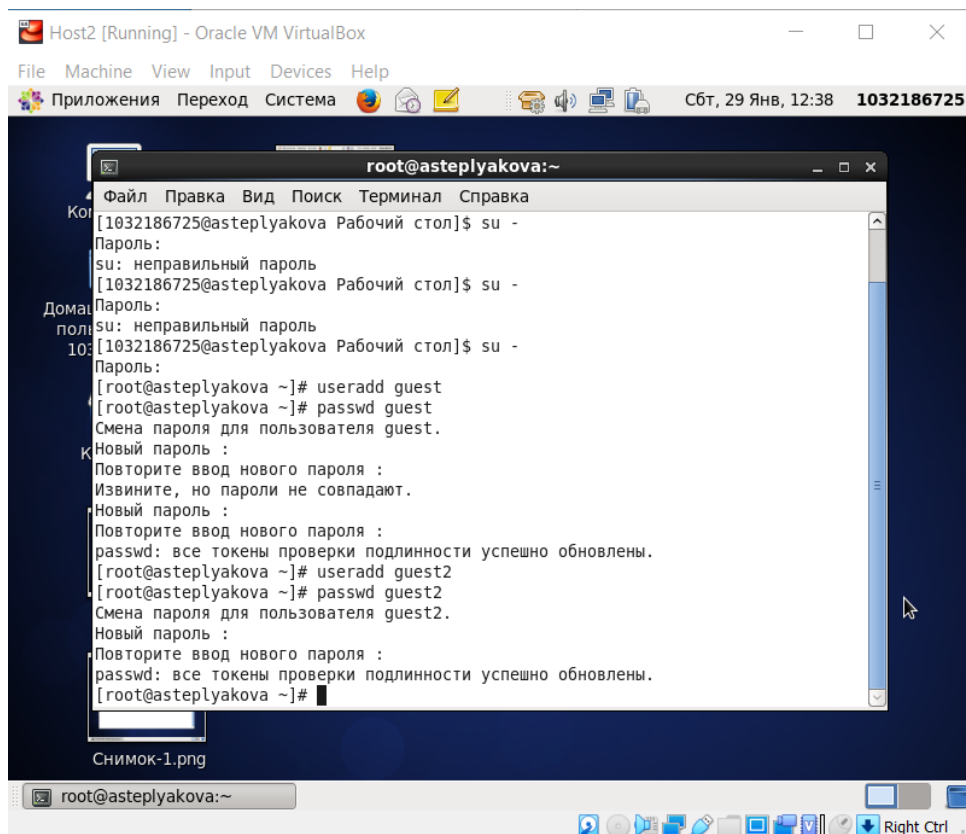 Host2 [Running] - Oracle VM VirtualBox
File Machine View Input Devices Help
Приложения Переход Система Сбт, 29 Янв, 12:38 1032186725
root@asteplyakova:~
Файл Правка Вид Поиск Терминал Справка
[1032186725@asteplyakova Рабочий стол]$ su -
Пароль:
su: неправильный пароль
[1032186725@asteplyakova Рабочий стол]$ su -
Пароль:
su: неправильный пароль
[1032186725@asteplyakova Рабочий стол]$ su -
Пароль:
[root@asteplyakova ~]# useradd guest
[root@asteplyakova ~]# passwd guest
Смена пароля для пользователя guest.
Новый пароль :
Повторите ввод нового пароля :
Извините, но пароли не совпадают.
Новый пароль :
Повторите ввод нового пароля :
passwd: все токены проверки подлинности успешно обновлены.
[root@asteplyakova ~]# useradd guest2
[root@asteplyakova ~]# passwd guest2
Смена пароля для пользователя guest2.
Новый пароль :
Повторите ввод нового пароля :
passwd: все токены проверки подлинности успешно обновлены.
[root@asteplyakova ~]#
Снимок-1.png
root@asteplyakova:~
Right Ctrl